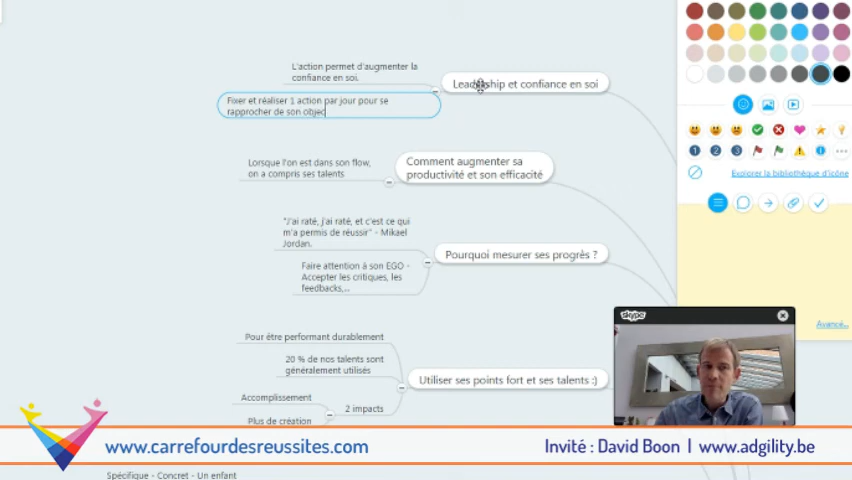 L'action permet d'augmenter la
confiance en soi.
Leadership et confiance en soi
Fixer et réaliser 1 action par jour pour se
rapprocher de son objec
Lorsque l'on est dans son flow,
on a compris ses talents
Comment augmenter sa
productivité et son efficacité
"J'ai raté, j'ai raté, et c'est ce qui
m'a permis de réussir" - Mikael
Jordan.
Pourquoi mesurer ses progrès ?
Faire attention à son EGO -
Accepter les critiques, les
feedbacks,...
Pour être performant durablement
20 % de nos talents sont
généralement utilisés
Utiliser ses points fort et ses talents :)
Accomplissement
2 impacts
Plus de création
Spécifique - Concret - Un enfant
1 2 3
Explorer la bibliothèque d'icône
Avancé...
skype
www.carrefourdesreussites.com
Invité : David Boon | www.adgility.be